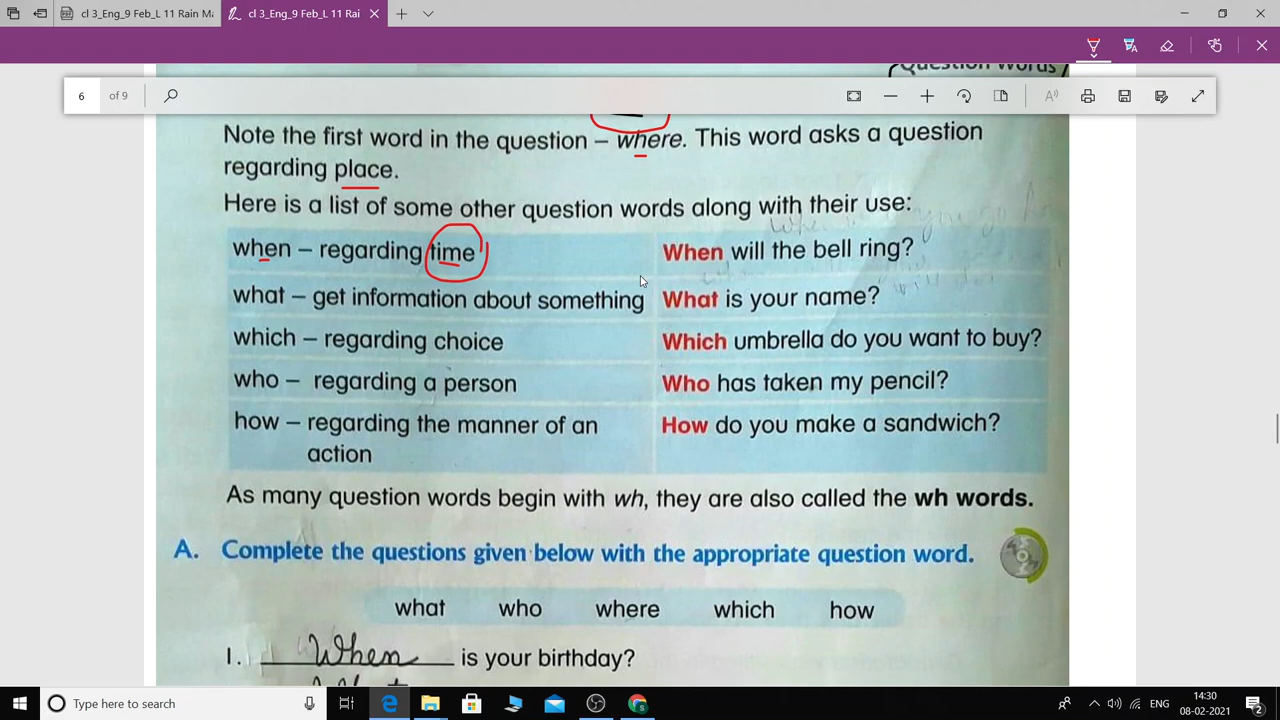 cl 3_Eng_9 Feb_L 11 Rain Ma
cl 3_Eng_9 Feb_L 11 Rai
6 of 9
Question Words
Note the first word in the question – where. This word asks a question
regarding place.
Here is a list of some other question words along with their use:
when – regarding time
When will the bell ring?
what – get information about something
What is your name?
which – regarding choice
Which umbrella do you want to buy?
who – regarding a person
Who has taken my pencil?
how – regarding the manner of an
action
How do you make a sandwich?
As many question words begin with wh, they are also called the wh words.
A. Complete the questions given below with the appropriate question word.
what who where which how
1. When is your birthday?
Type here to search
ENG
14:30
08-02-2021
2